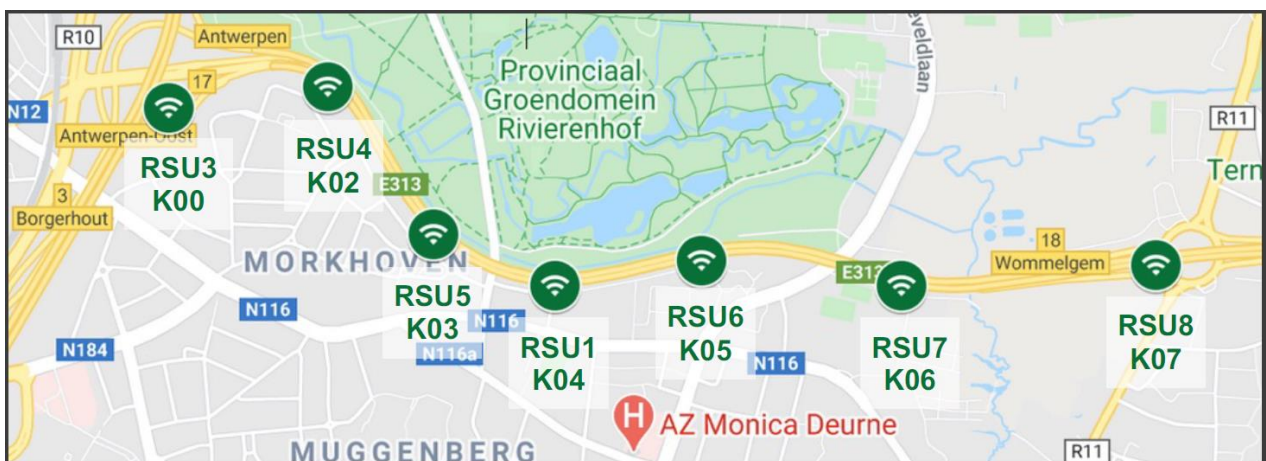 R10
Antwerpen
17
N12
Antwerpen-Oost
RSU3
K00
RSU4
K02
E313
3
Borgerhout
Provinciaal
Groendomein
Rivierenhof
eveldlaan
R11
Tern
MORKHOVEN
RSU5
K03
N116
N116
N116a
N184
RSU1
K04
RSU6
K05
E313
RSU7
K06
N116
18
Wommelgem
RSU8
K07
AZ Monica Deurne
H
MUGGENBERG
R11